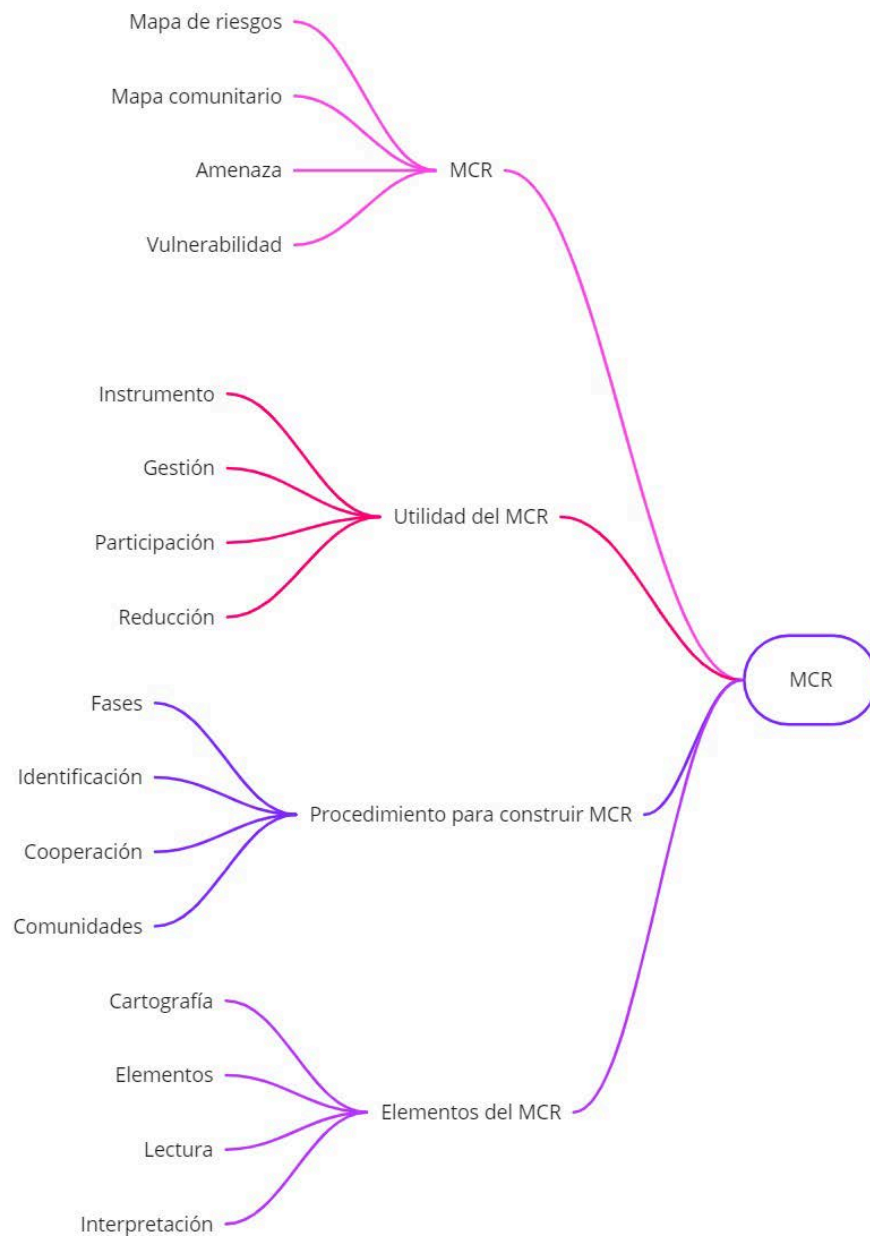 Mapa de riesgos
Mapa comunitario
Amenaza
Vulnerabilidad
MCR
Instrumento
Gestión
Participación
Reducción
Utilidad del MCR
Fases
Identificación
Cooperación
Comunidades
Procedimiento para construir MCR
Cartografía
Elementos
Lectura
Interpretación
Elementos del MCR
MCR